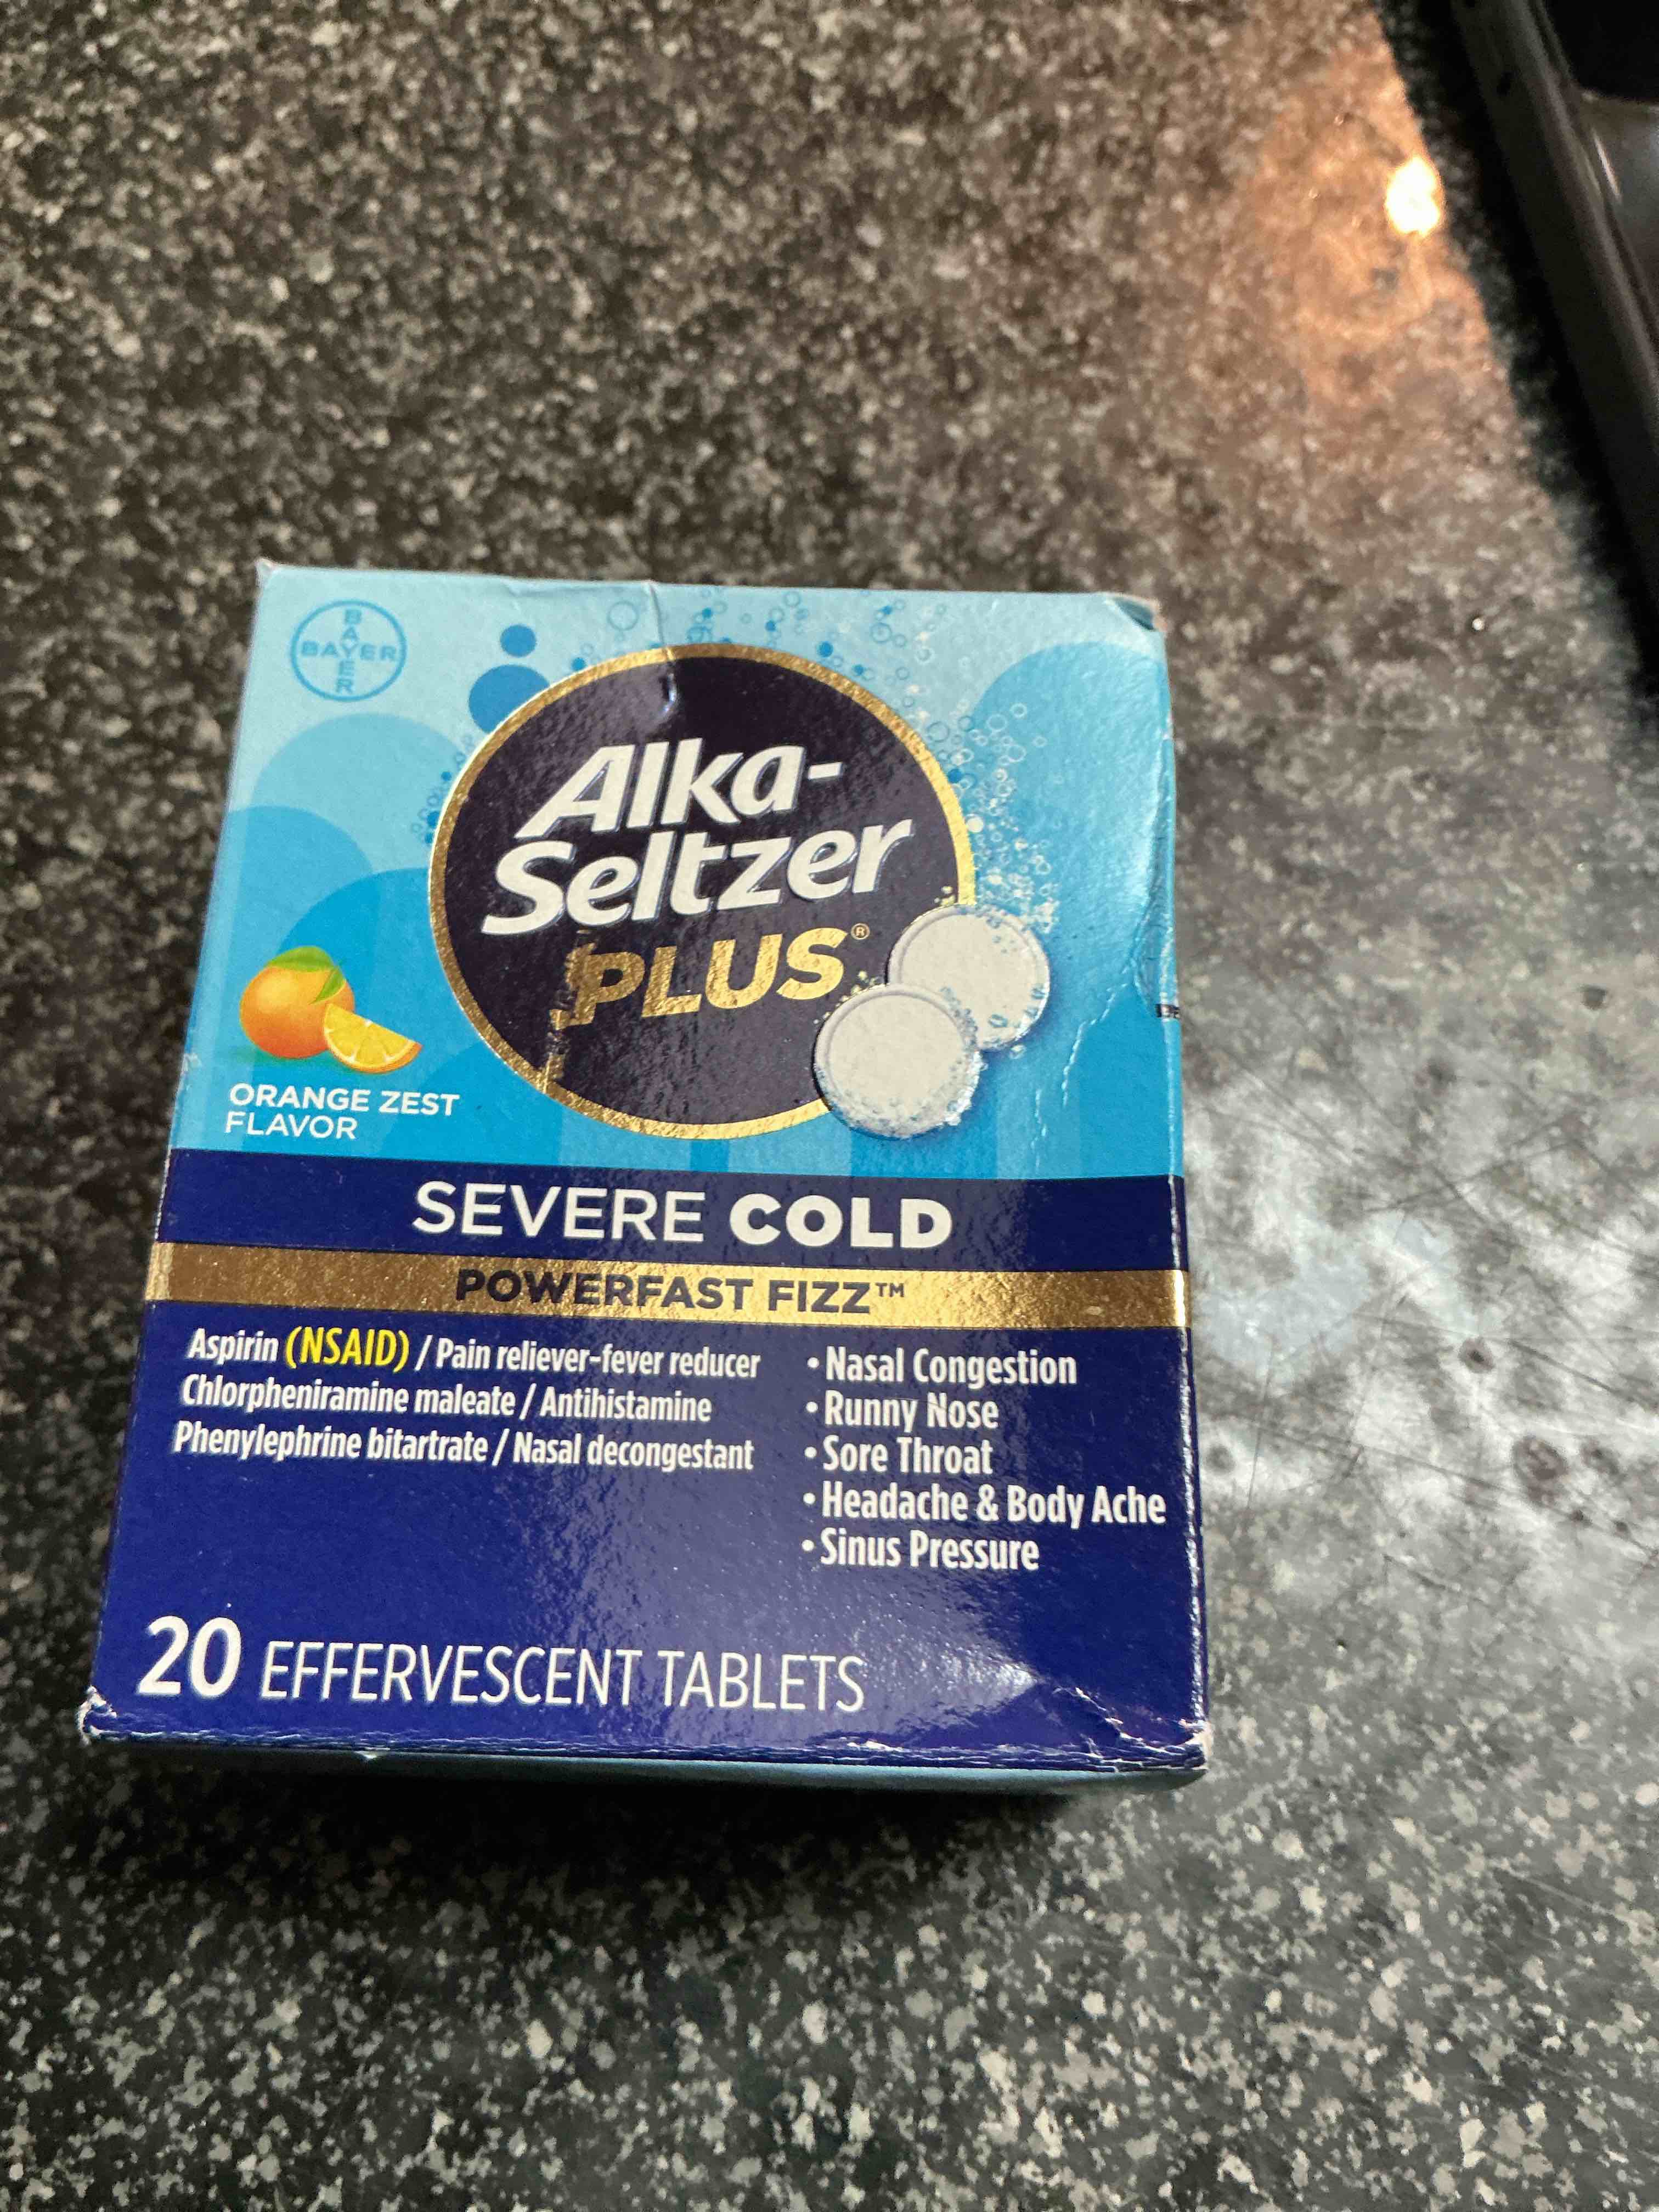 BAYER
BAYER
Alka-
Seltzer
PLUS®
ORANGE ZEST
FLAVOR
SEVERE COLD
POWERFAST FIZZ™
Aspirin (NSAID) / Pain reliever-fever reducer
Chlorpheniramine maleate / Antihistamine
Phenylephrine bitartrate / Nasal decongestant
• Nasal Congestion
• Runny Nose
• Sore Throat
• Headache & Body Ache
• Sinus Pressure
20 EFFERVESCENT TABLETS